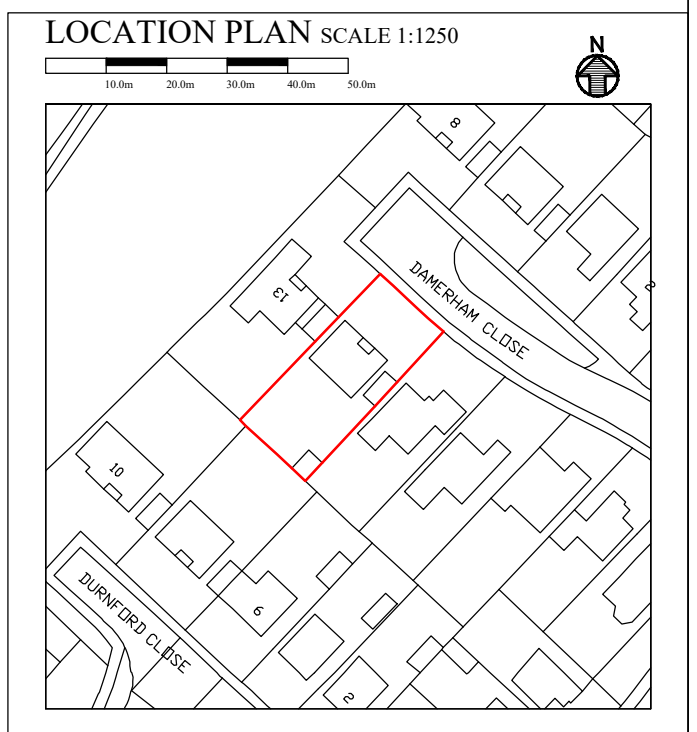 LOCATION PLAN SCALE 1:1250
N
10.0m 20.0m 30.0m 40.0m 50.0m
8
2
13
DAMERHAM CLOSE
10
DURNFORD CLOSE
6
2